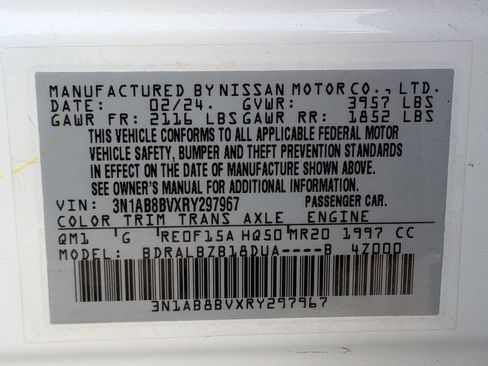 MANUFACTURED BY NISSAN MOTOR CO., LTD.
DATE: 02/24. GVWR: 3957 LBS
GAWR FR: 2116 LBS GAWR RR: 1852 LBS
THIS VEHICLE CONFORMS TO ALL APPLICABLE FEDERAL MOTOR
VEHICLE SAFETY, BUMPER AND THEFT PREVENTION STANDARDS
IN EFFECT ON THE DATE OF MANUFACTURE SHOWN ABOVE.
SEE OWNER'S MANUAL FOR ADDITIONAL INFORMATION.
VIN: 3N1AB8BVXRY297967 PASSENGER CAR.
COLOR TRIM TRANS AXLE ENGINE
QM1 G RE0F15A HQ50 MR20 1997 CC
MODEL: BDRALBZB18DUA----B 4Z000
3N1AB8BVXRY297967